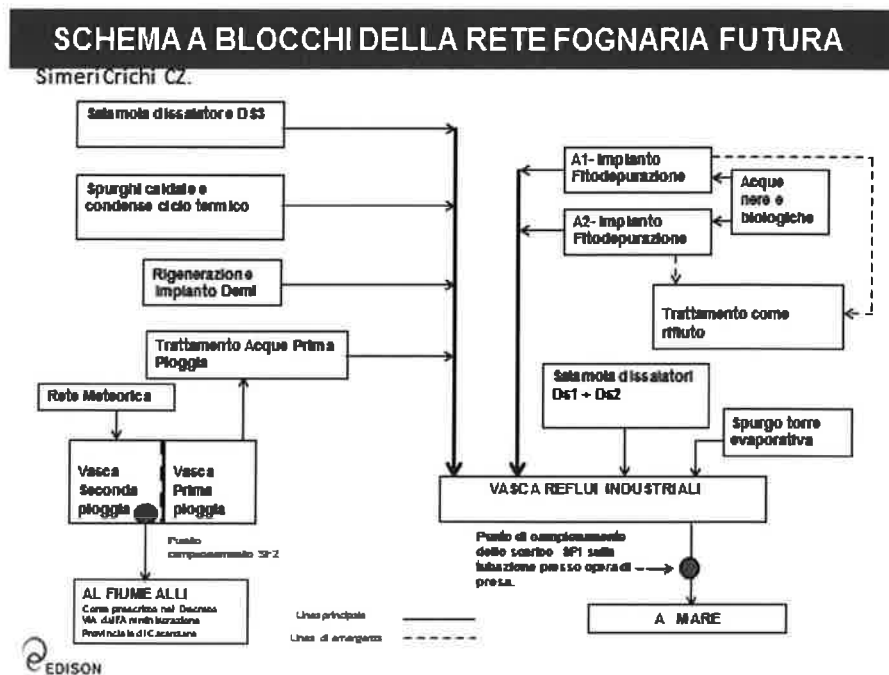 SCHEMA A BLOCCHI DELLA RETE FOGNARIA FUTURA
Simeri Crichi CZ.
Salamoia dissalatore DS3
Spurghi caldaie e
condense ciclo termico
Rigenerazione
Impianto Demi
Trattamento Acque Prima
Pioggia
Rete Meteorica
Vasca
Seconda
pioggia
Vasca
Prima
pioggia
Punto
campionamento SF2
AL FIUME ALLI
Come prescritto nel Decreto
VIA dall'Amministrazione
Provinciale di Catanzaro
A1- Impianto
Fitodepurazione
A2- Impianto
Fitodepurazione
Acque
nere e
biologiche
Trattamento come
rifiuto
Salamoia dissalatori
Ds1 + Ds2
Spurgo torre
evaporativa
VASCA REFLUI INDUSTRIALI
Punto di campionamento
dello scarico SF1 sulla
tubazione presso opera di
presa.
A MARE
Linea principale
Linea di emergenza
EDISON